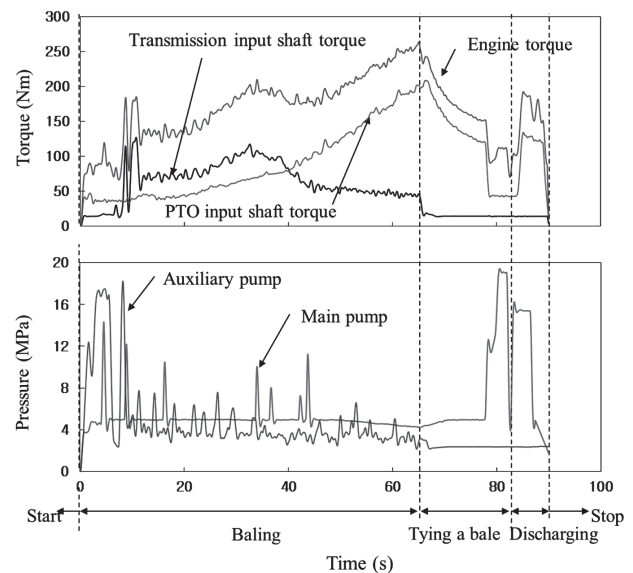 300
250
200
150
100
50
0
Torque (Nm)
Transmission input shaft torque
Engine torque
PTO input shaft torque
20
16
12
8
4
0
Pressure (MPa)
Auxiliary pump
Main pump
0 20 40 60 80 100
Start Stop
Baling Tying a bale Discharging
Time (s)